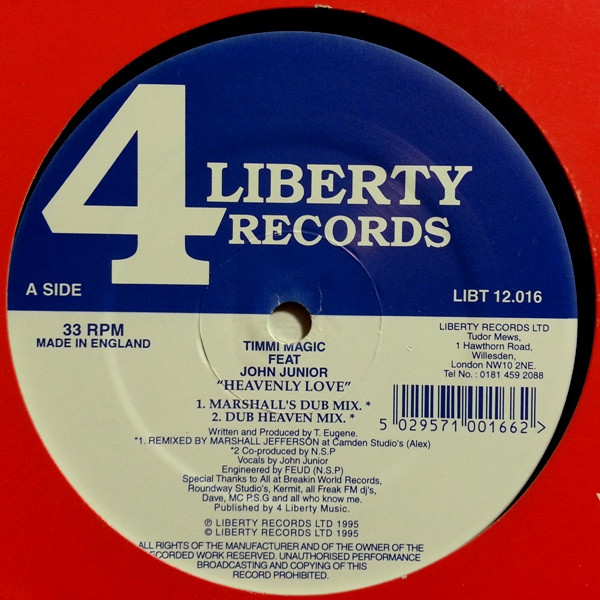 4 LIBERTY
RECORDS
A SIDE
LIBT 12.016
33 RPM
MADE IN ENGLAND
TIMMI MAGIC
FEAT
JOHN JUNIOR
"HEAVENLY LOVE"
1. MARSHALL'S DUB MIX. *
2. DUB HEAVEN MIX. *
LIBERTY RECORDS LTD
Tudor Mews,
1 Hawthorn Road,
Willesden,
London NW10 2NE.
Tel No. : 0181 459 2088
5 029571 001662 >
Written and Produced by T. Eugene.
*1. REMIXED BY MARSHALL JEFFERSON at Camden Studio's (Alex)
*2 Co-produced by N.S.P
Vocals by John Junior
Engineered by FEUD (N.S.P)
Special Thanks to All at Breakin World Records,
Roundway Studio's, Kermit, all Freak FM dj's,
Dave, MC P.S.G and all who know me.
Published by 4 Liberty Music.
℗ LIBERTY RECORDS LTD 1995
© LIBERTY RECORDS LTD 1995
ALL RIGHTS OF THE MANUFACTURER AND OF THE OWNER OF THE
RECORDED WORK RESERVED. UNAUTHORISED PERFORMANCE
BROADCASTING AND COPYING OF THIS
RECORD PROHIBITED.